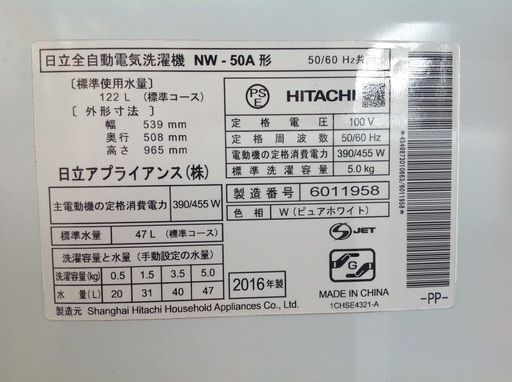 日立全自動電気洗濯機 NW - 50A 形 50/60 Hz共用
[標準使用水量]
122 L (標準コース)
[外形寸法]
幅 539 mm
奥行 508 mm
高さ 965 mm
日立アプライアンス(株)
主電動機の定格消費電力 390/455 W
標準水量 47 L (標準コース)
洗濯容量と水量 (手動設定の水量)
洗濯容量(kg) 0.5 1.5 3.5 5.0
水量(L) 20 31 40 47
製造元 Shanghai Hitachi Household Appliances Co., Ltd.
PS
E
HITACHI
定格電圧 100 V
定格周波数 50/60 Hz
電動機の定格消費電力 390/455 W
標準洗濯容量 5.0kg
製造番号 6011958
色相 W (ピュアホワイト)
2016年製
S JET
G
MADE IN CHINA
1CHSE4321-A
*4549873010663/6011958*
-PP-